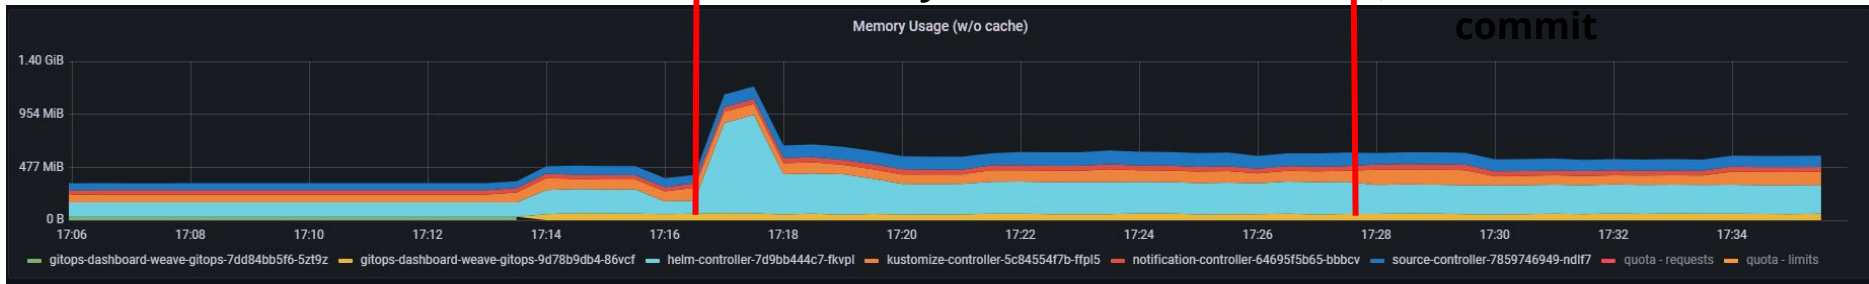 commit
Memory Usage (w/o cache)
1.40 GiB
954 MiB
477 MiB
0 B
17:06 17:08 17:10 17:12 17:14 17:16 17:18 17:20 17:22 17:24 17:26 17:28 17:30 17:32 17:34
gitops-dashboard-weave-gitops-7dd84bb5f6-5zt9z gitops-dashboard-weave-gitops-9d78b9db4-86vcf helm-controller-7d9bb444c7-fkvpl kustomize-controller-5c84554f7b-ffpl5 notification-controller-64695f5b65-bbbcv source-controller-7859746949-ndlf7 quota - requests quota - limits